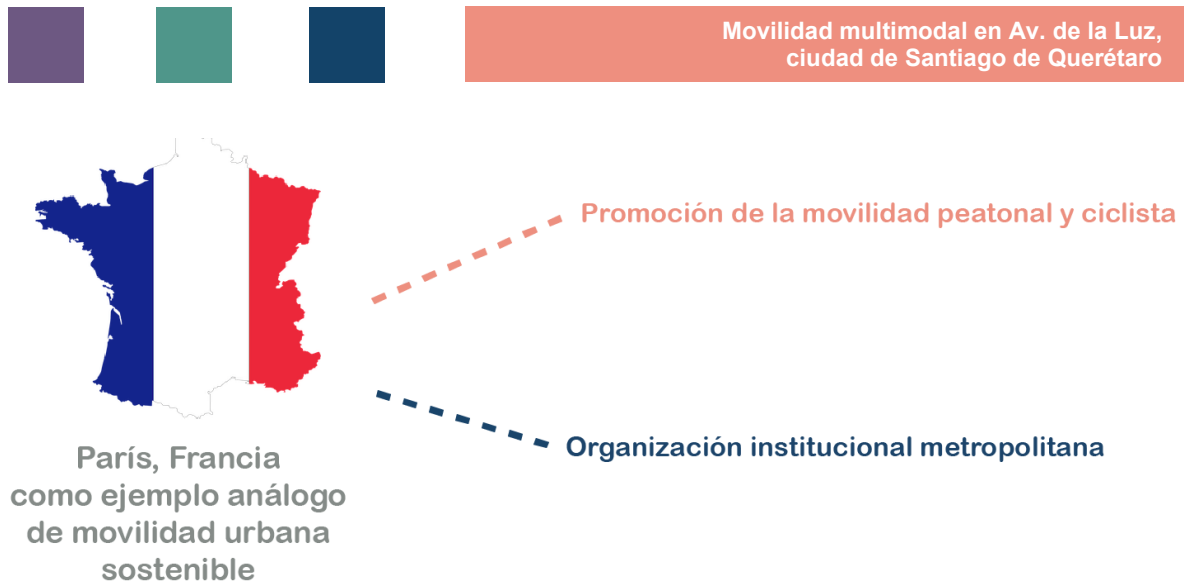 Movilidad multimodal en Av. de la Luz,
ciudad de Santiago de Querétaro
Promoción de la movilidad peatonal y ciclista
Organización institucional metropolitana
París, Francia
como ejemplo análogo
de movilidad urbana
sostenible